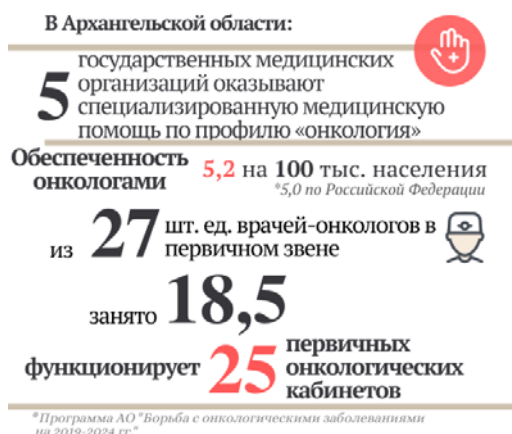 В Архангельской области:
5 государственных медицинских
организаций оказывают
специализированную медицинскую
помощь по профилю «онкология»
Обеспеченность
онкологами 5,2 на 100 тыс. населения
*5,0 по Российской Федерации
из 27 шт. ед. врачей-онкологов в
первичном звене
занято 18,5
функционирует 25 первичных
онкологических
кабинетов
*Программа АО "Борьба с онкологическими заболеваниями
на 2019-2024 гг."